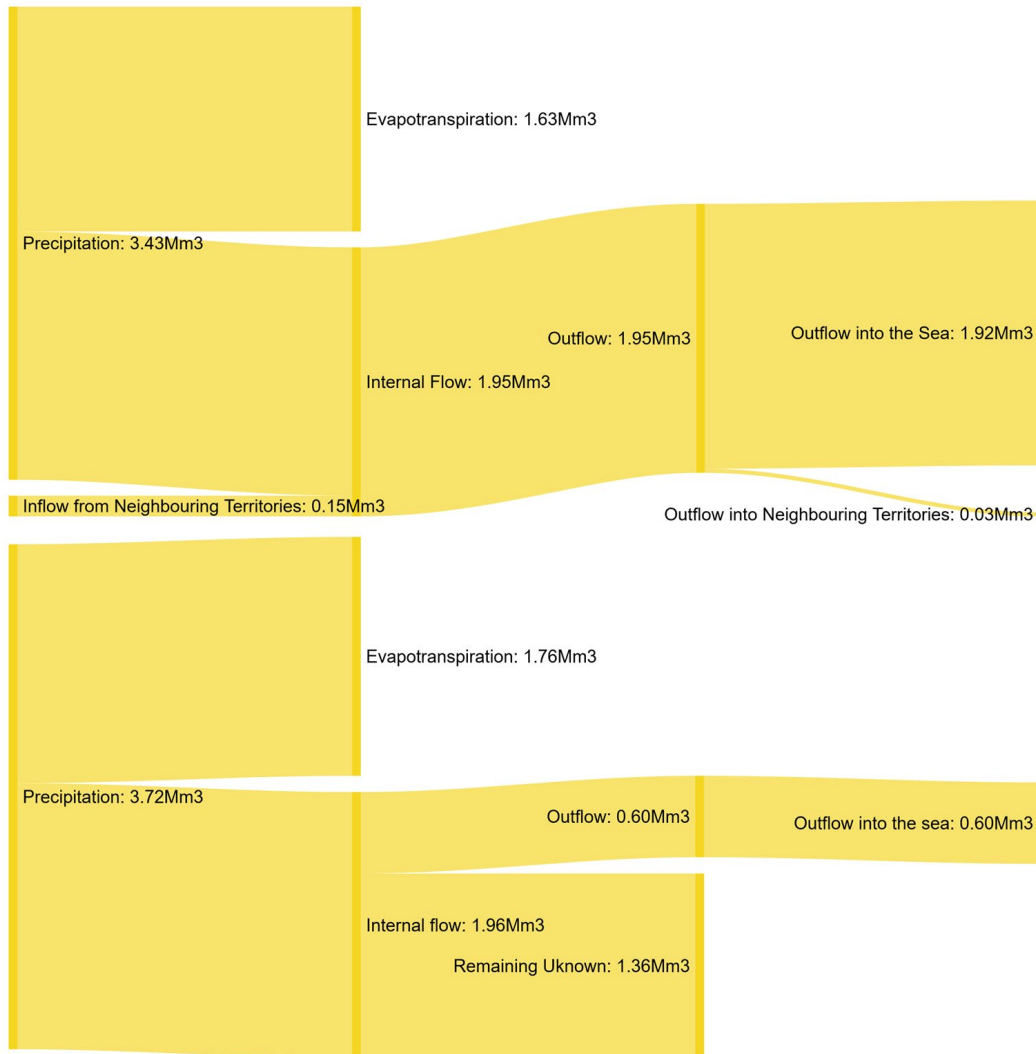 Evapotranspiration: 1.63Mm3
Precipitation: 3.43Mm3
Outflow: 1.95Mm3
Outflow into the Sea: 1.92Mm3
Internal Flow: 1.95Mm3
Inflow from Neighbouring Territories: 0.15Mm3
Outflow into Neighbouring Territories: 0.03Mm3
Evapotranspiration: 1.76Mm3
Precipitation: 3.72Mm3
Outflow: 0.60Mm3
Outflow into the sea: 0.60Mm3
Internal flow: 1.96Mm3
Remaining Uknown: 1.36Mm3